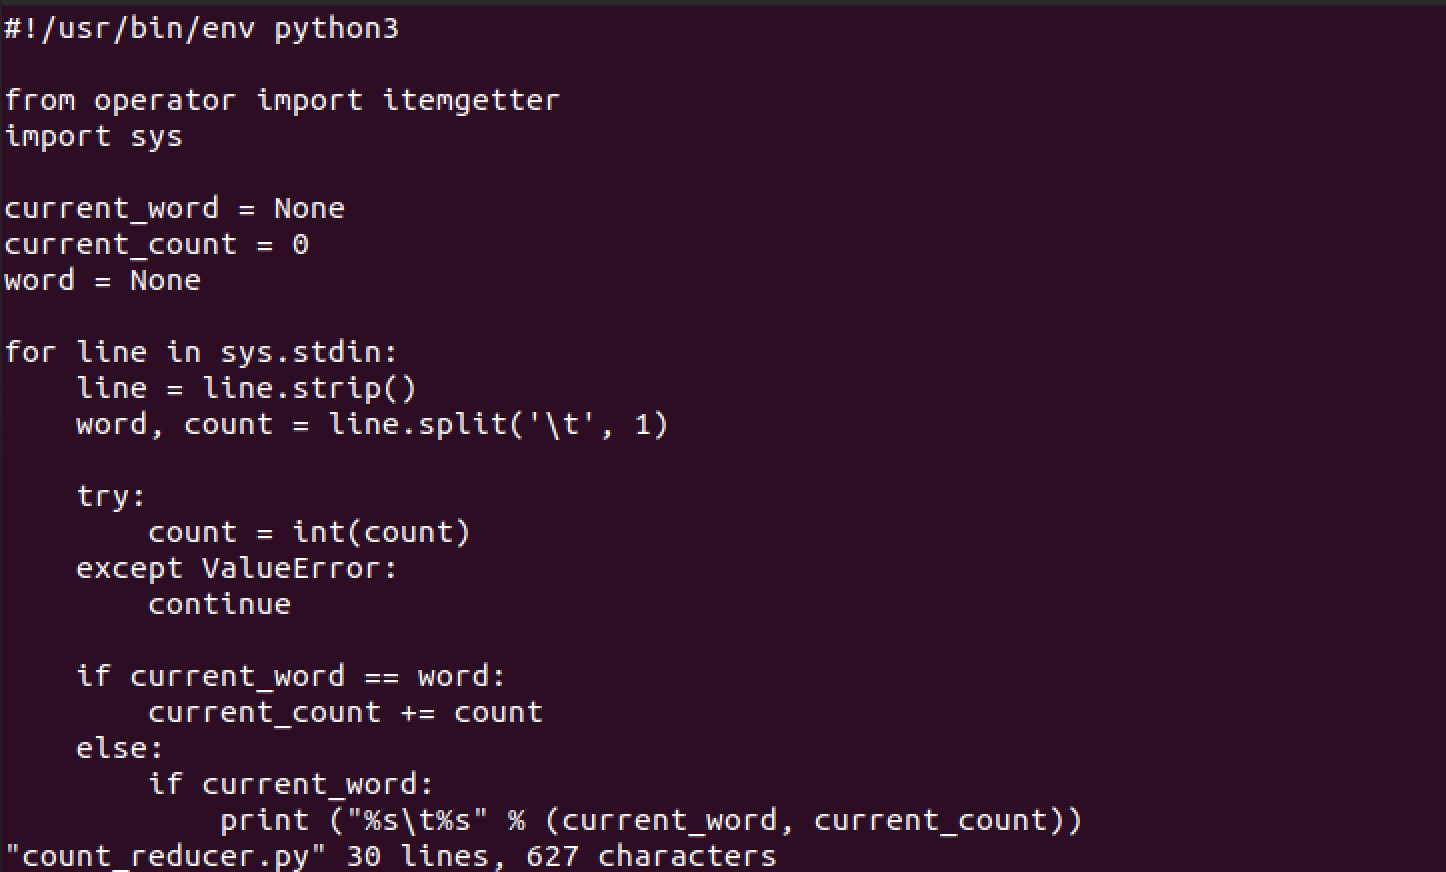 #!/usr/bin/env python3

from operator import itemgetter
import sys

current_word = None
current_count = 0
word = None

for line in sys.stdin:
    line = line.strip()
    word, count = line.split('\t', 1)

    try:
        count = int(count)
    except ValueError:
        continue

    if current_word == word:
        current_count += count
    else:
        if current_word:
            print ("%s\t%s" % (current_word, current_count))
"count_reducer.py" 30 lines, 627 characters